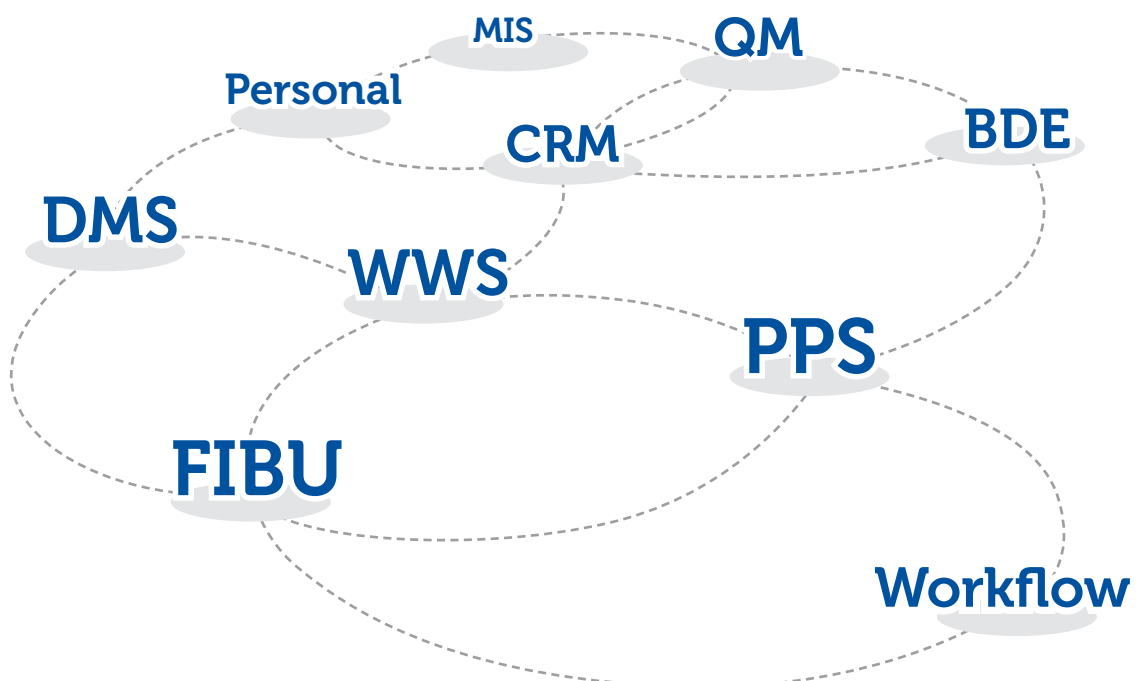 MIS
QM
Personal
CRM
BDE
DMS
WWS
PPS
FIBU
Workflow